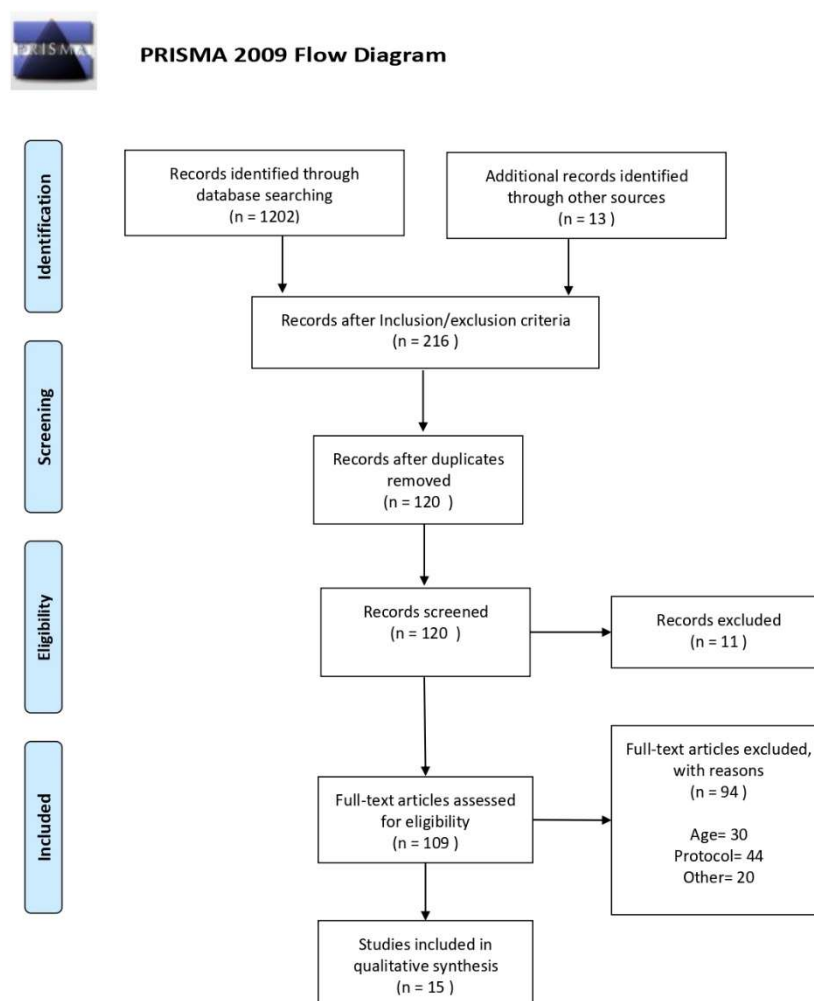 PRISMA
PRISMA 2009 Flow Diagram
Identification
Records identified through
database searching
(n = 1202)
Additional records identified
through other sources
(n = 13 )
Records after Inclusion/exclusion criteria
(n = 216 )
Screening
Records after duplicates
removed
(n = 120 )
Eligibility
Records screened
(n = 120 )
Records excluded
(n = 11 )
Included
Full-text articles assessed
for eligibility
(n = 109 )
Full-text articles excluded,
with reasons
(n = 94 )
Age= 30
Protocol= 44
Other= 20
Studies included in
qualitative synthesis
(n = 15 )